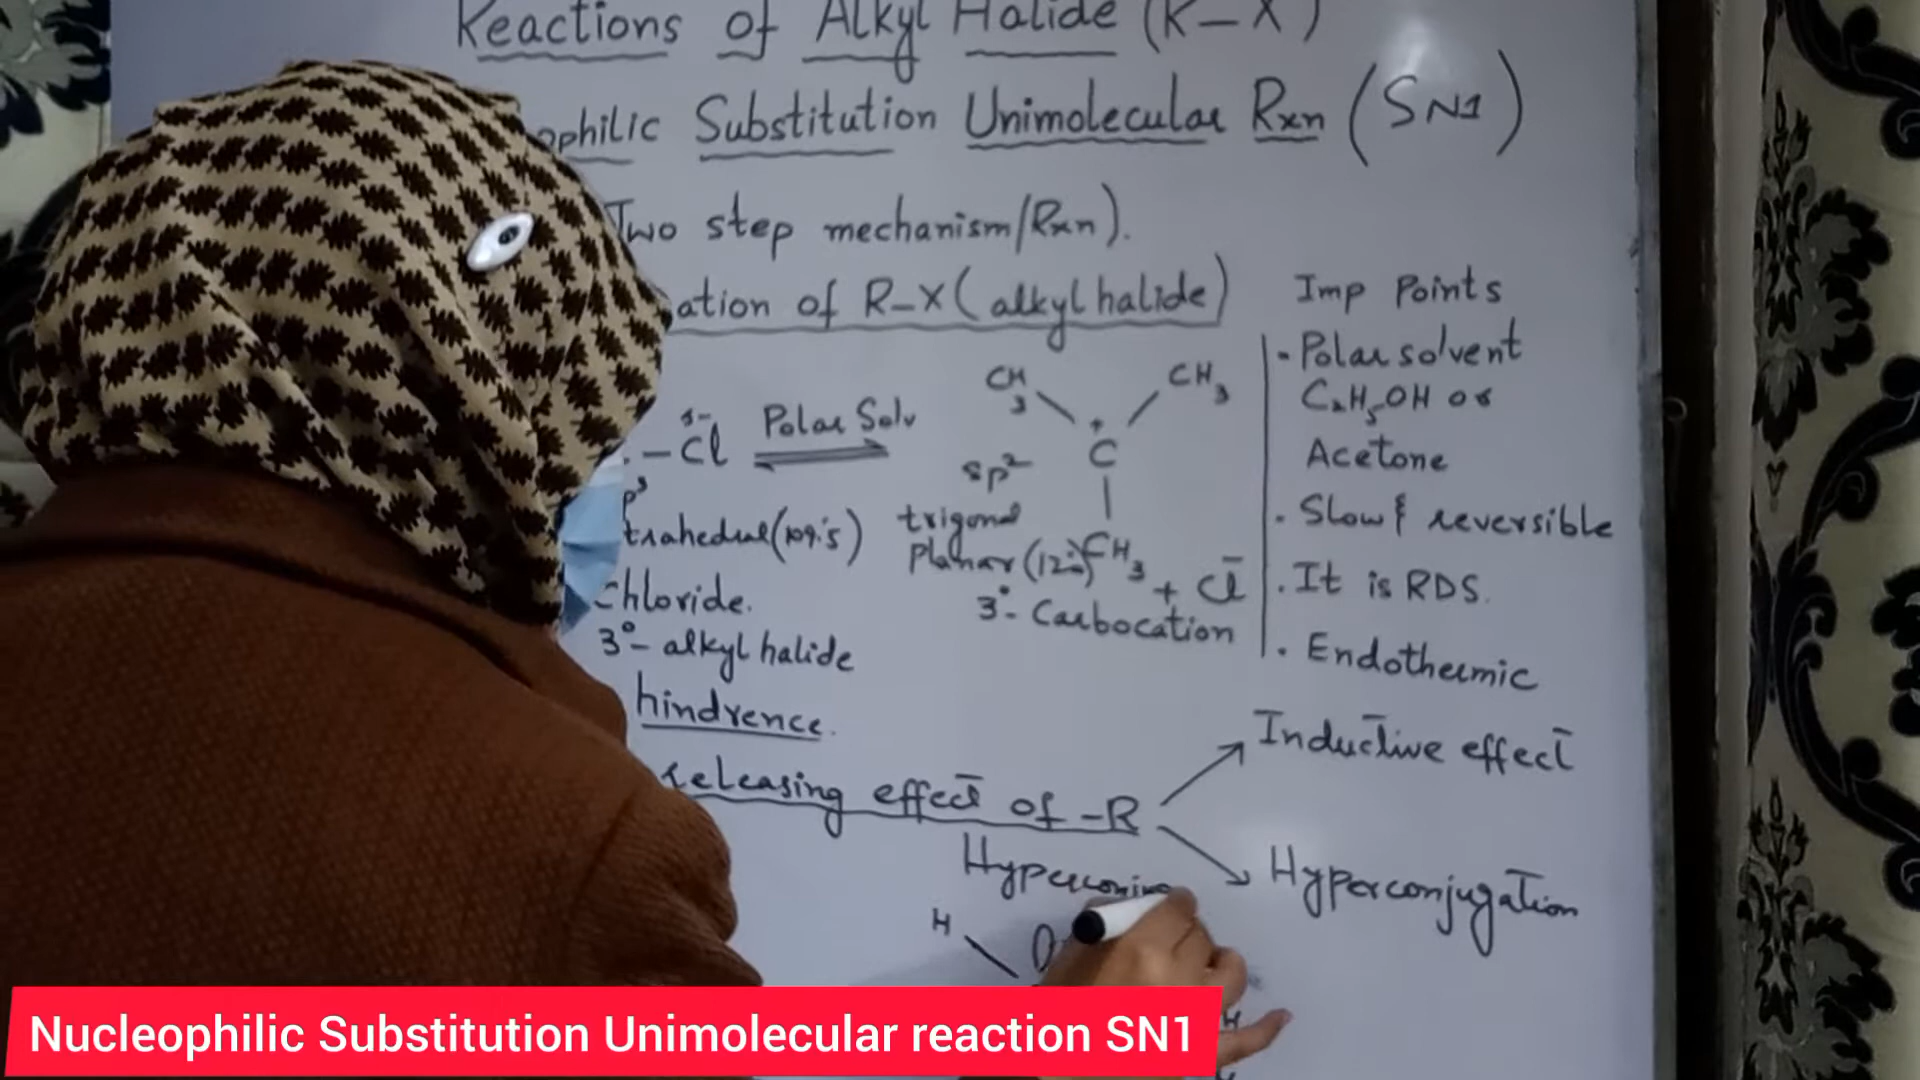 Reactions of Alkyl Halide (R-X)
ophilic Substitution Unimolecular Rxn (SN1)
Two step mechanism/Rxn).
ation of R-X (alkyl halide)
Imp Points
• Polar solvent
C₂H₅OH or
Acetone
• Slow & reversible
• It is RDS.
• Endothermic
CH₃ CH₃
δ-
-Cl Polar Solv
+
C
sp²
p³
trahedral (109.5) trigonal
Planar (120) CH₃ + Cl⁻
chloride. 3°- Carbocation
3°- alkyl halide
hindrence.
releasing effect of -R
Inductive effect
Hyperconjugation
H
H
Nucleophilic Substitution Unimolecular reaction SN1